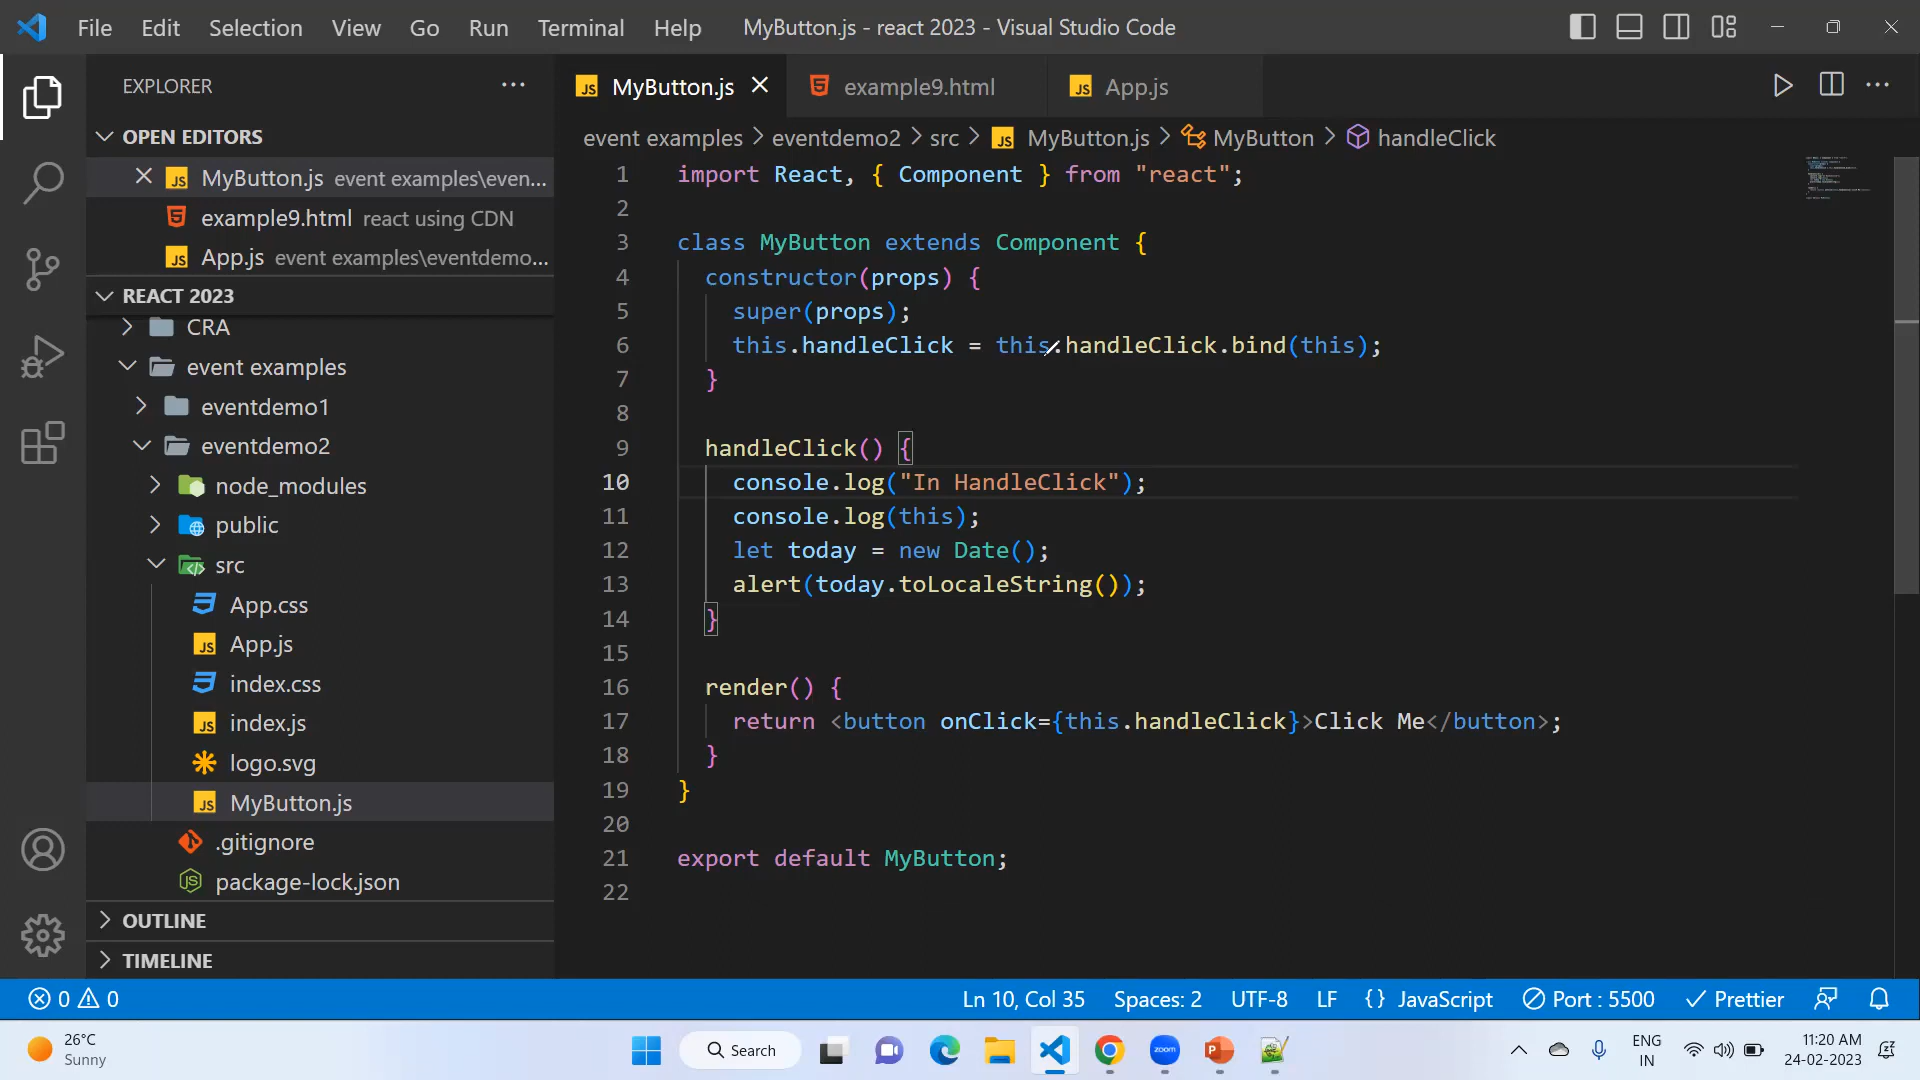 File Edit Selection View Go Run Terminal Help MyButton.js - react 2023 - Visual Studio Code
EXPLORER
OPEN EDITORS
MyButton.js event examples\even...
example9.html react using CDN
App.js event examples\eventdemo...
REACT 2023
CRA
event examples
eventdemo1
eventdemo2
node_modules
public
src
App.css
App.js
index.css
index.js
logo.svg
MyButton.js
.gitignore
package-lock.json
OUTLINE
TIMELINE
MyButton.js example9.html App.js
event examples > eventdemo2 > src > MyButton.js > MyButton > handleClick
1 import React, { Component } from "react";
2
3 class MyButton extends Component {
4 constructor(props) {
5 super(props);
6 this.handleClick = this.handleClick.bind(this);
7 }
8
9 handleClick() {
10 console.log("In HandleClick");
11 console.log(this);
12 let today = new Date();
13 alert(today.toLocaleString());
14 }
15
16 render() {
17 return <button onClick={this.handleClick}>Click Me</button>;
18 }
19 }
20
21 export default MyButton;
22
0 0 Ln 10, Col 35 Spaces: 2 UTF-8 LF {} JavaScript Port : 5500 Prettier
26°C
Sunny
Search
zoom
ENG
IN
11:20 AM
24-02-2023